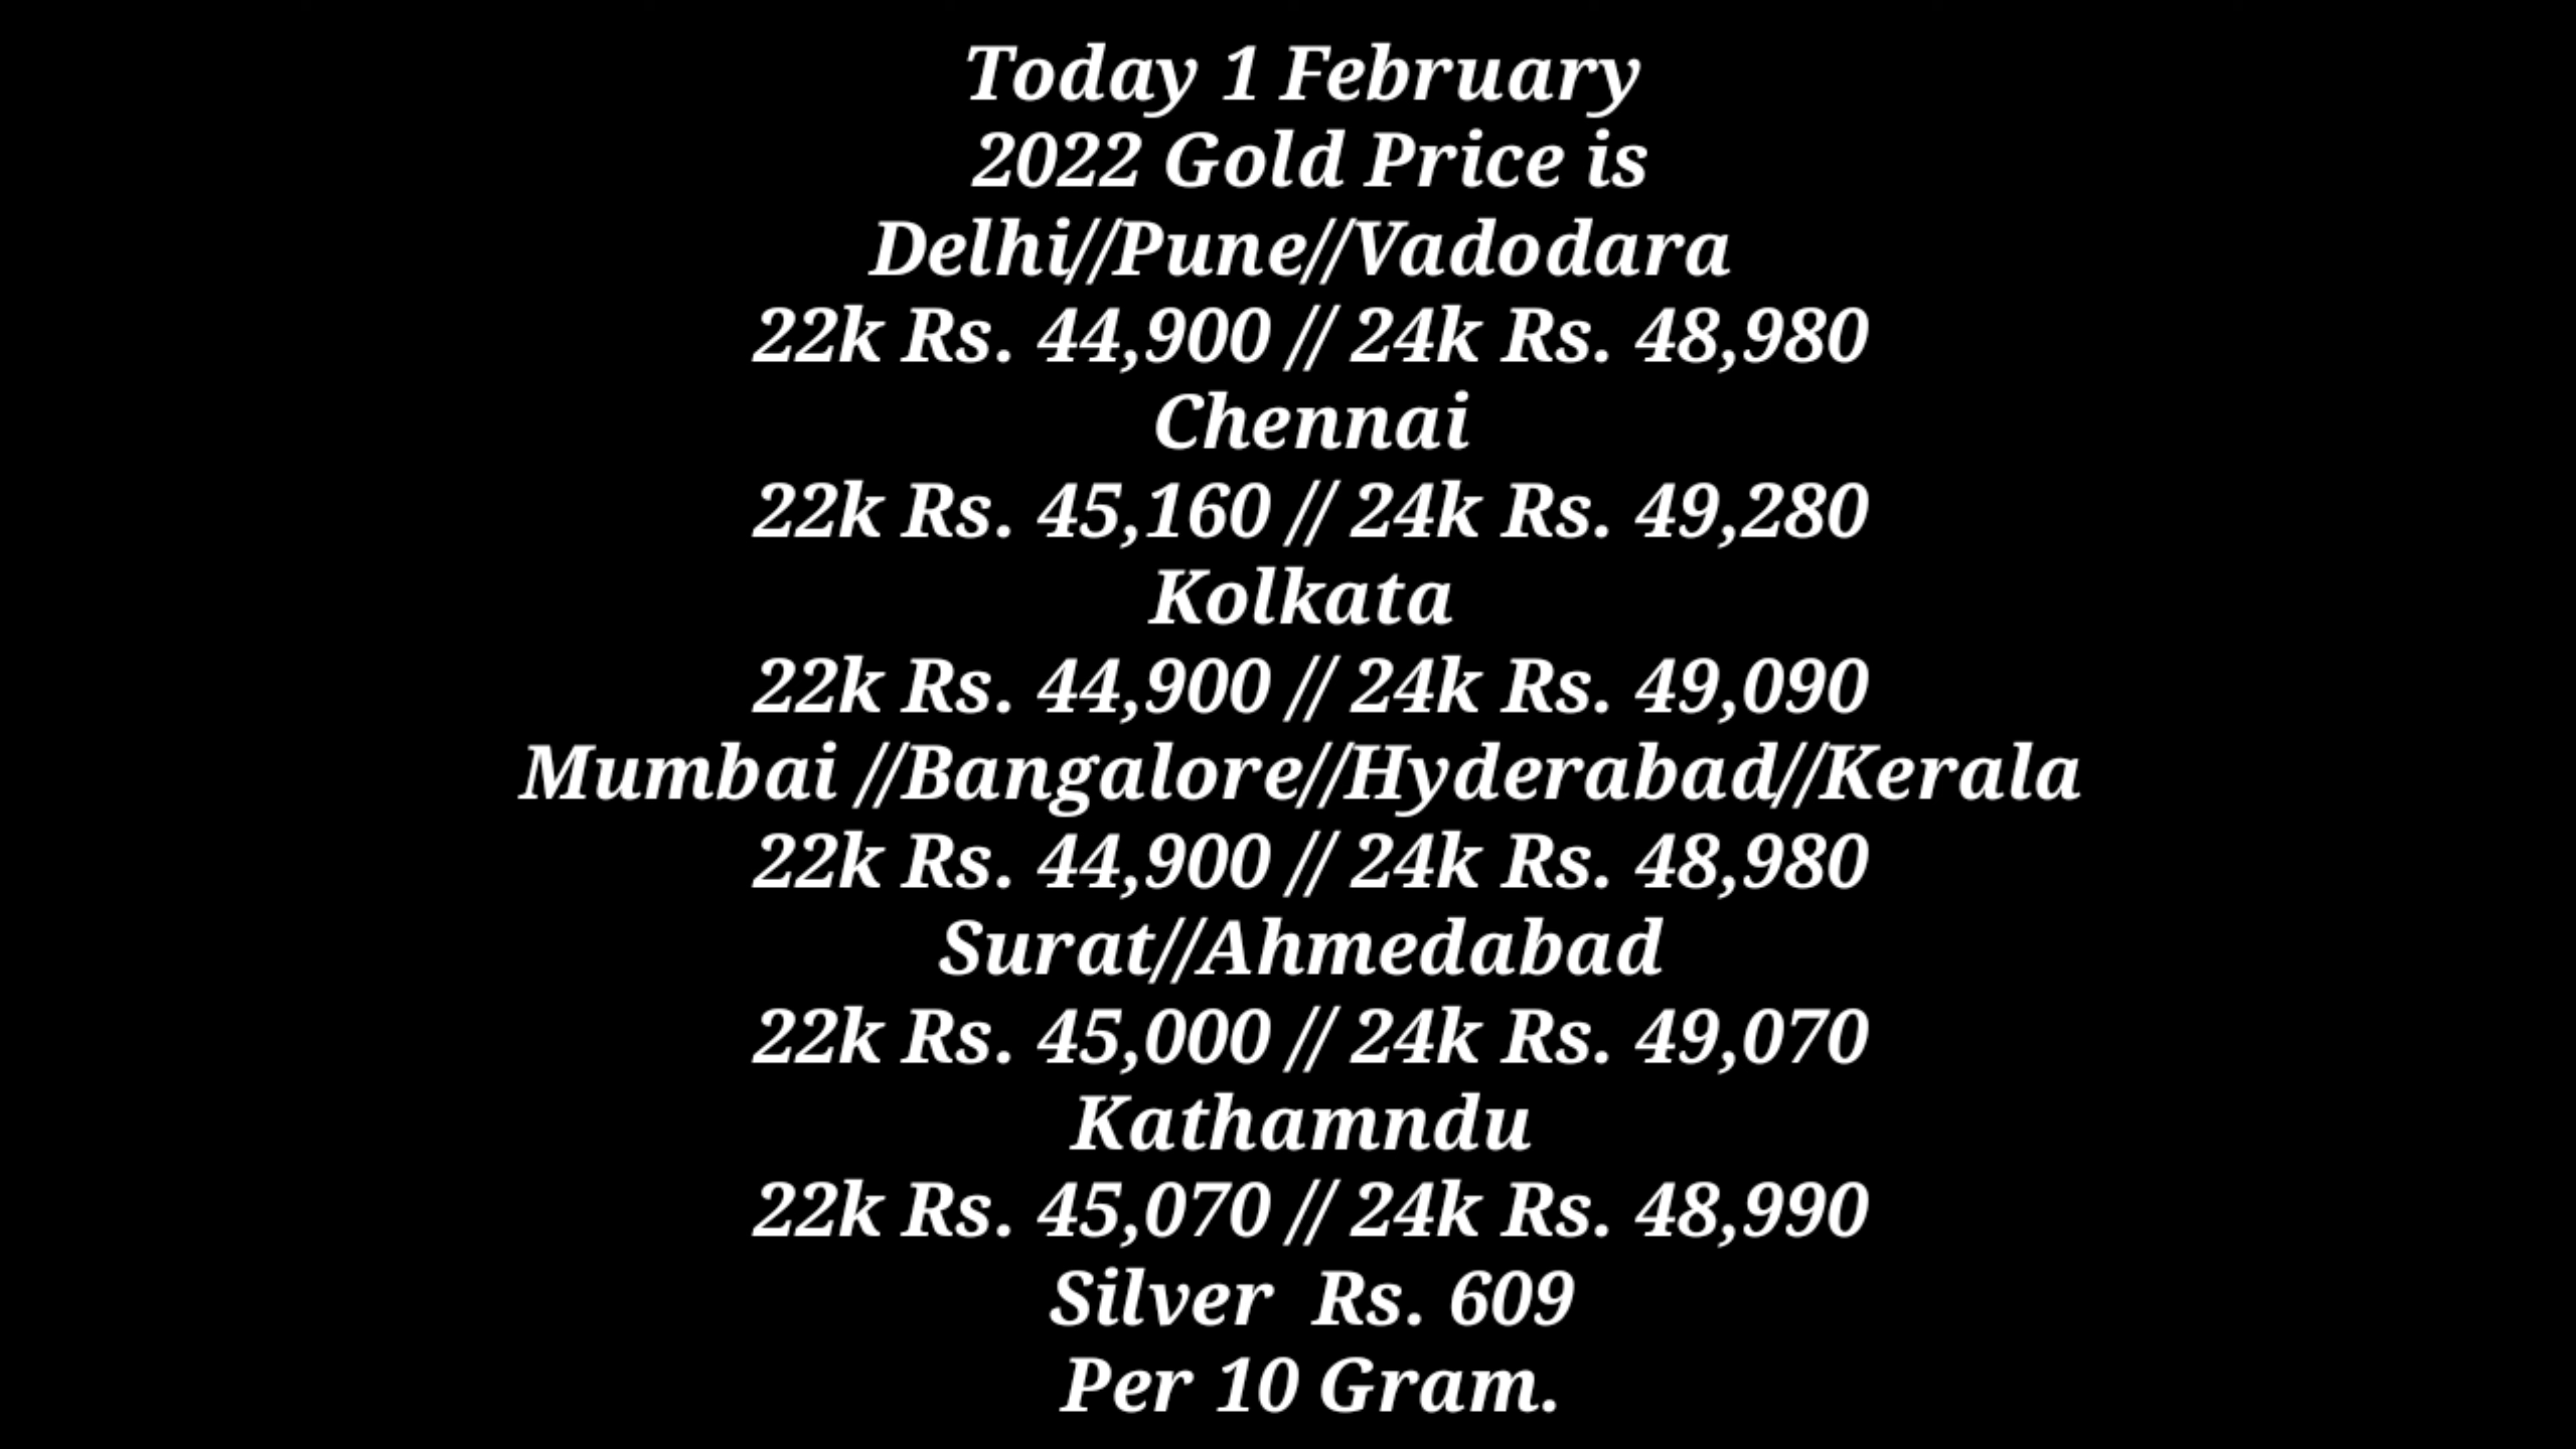 Today 1 February
2022 Gold Price is
Delhi//Pune//Vadodara
22k Rs. 44,900 // 24k Rs. 48,980
Chennai
22k Rs. 45,160 // 24k Rs. 49,280
Kolkata
22k Rs. 44,900 // 24k Rs. 49,090
Mumbai //Bangalore//Hyderabad//Kerala
22k Rs. 44,900 // 24k Rs. 48,980
Surat//Ahmedabad
22k Rs. 45,000 // 24k Rs. 49,070
Kathamndu
22k Rs. 45,070 // 24k Rs. 48,990
Silver  Rs. 609
Per 10 Gram.